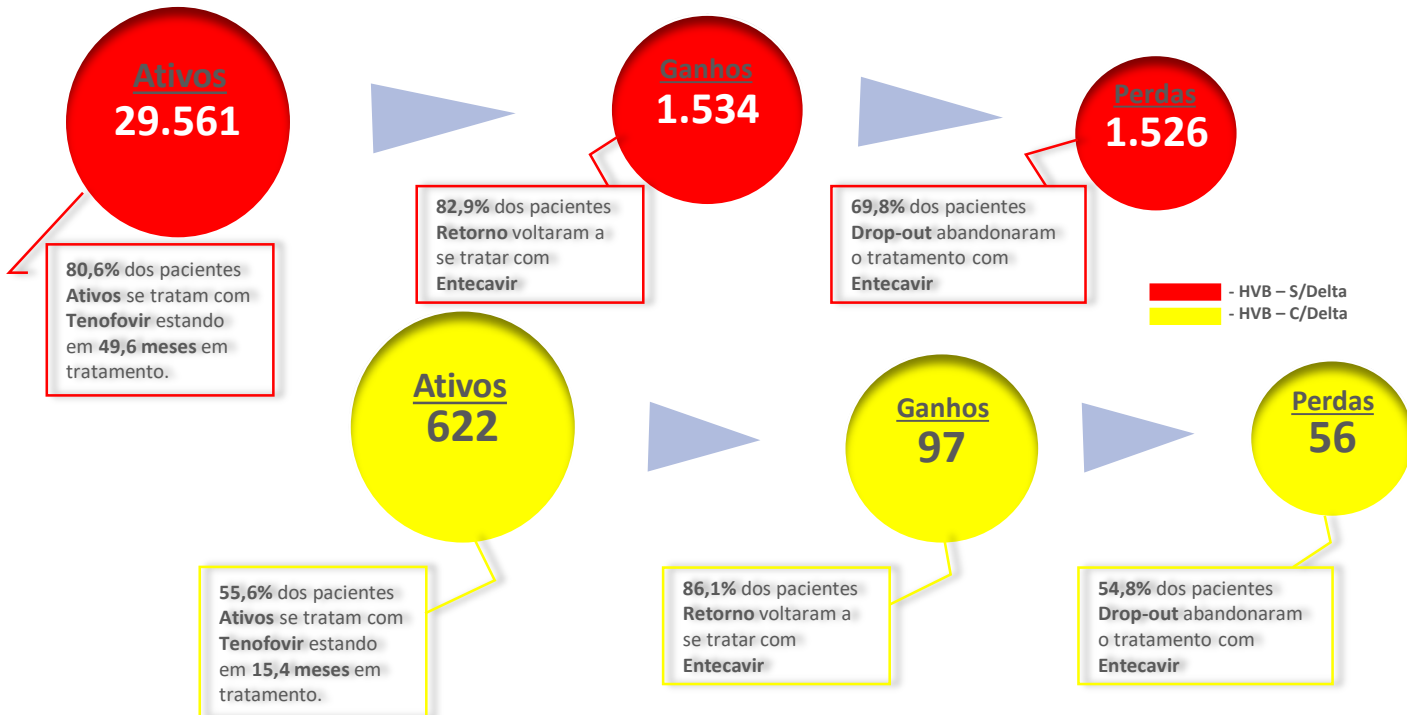 Ativos
29.561
Ganhos
1.534
Perdas
1.526
80,6% dos pacientes
Ativos se tratam com
Tenofovir estando
em 49,6 meses em
tratamento.
82,9% dos pacientes
Retorno voltaram a
se tratar com
Entecavir
69,8% dos pacientes
Drop-out abandonaram
o tratamento com
Entecavir
- HVB – S/Delta
- HVB – C/Delta
Ativos
622
Ganhos
97
Perdas
56
55,6% dos pacientes
Ativos se tratam com
Tenofovir estando
em 15,4 meses em
tratamento.
86,1% dos pacientes
Retorno voltaram a
se tratar com
Entecavir
54,8% dos pacientes
Drop-out abandonaram
o tratamento com
Entecavir